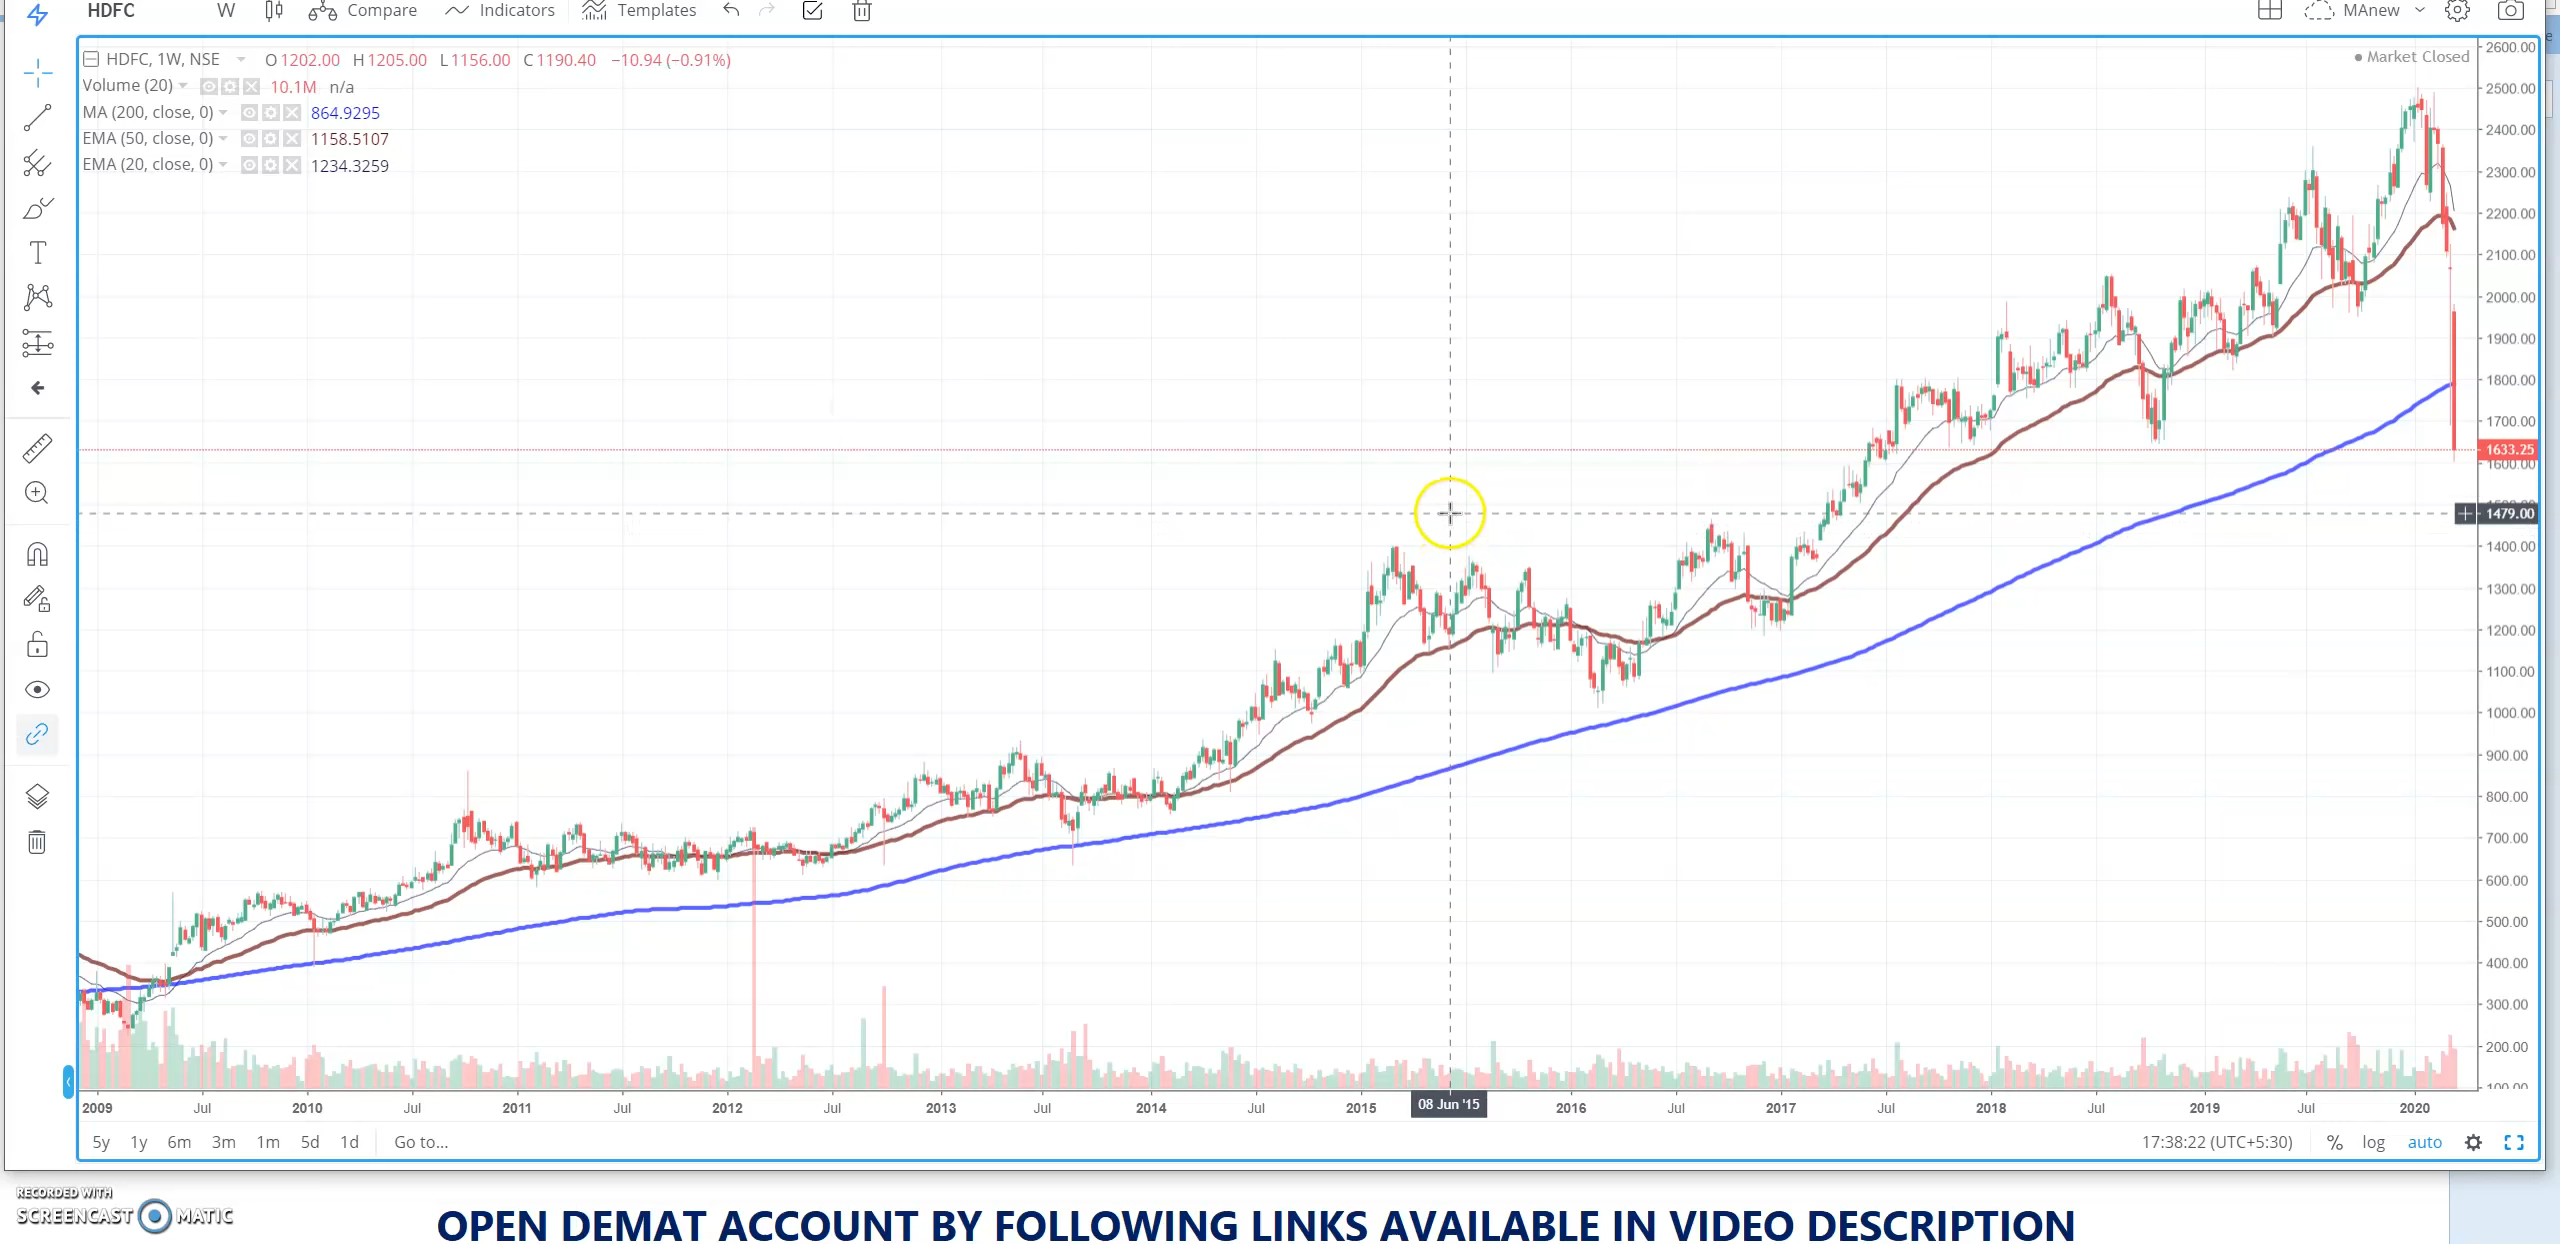 HDFC W Compare Indicators Templates MAnew
HDFC, 1W, NSE O1202.00 H1205.00 L1156.00 C1190.40 −10.94 (−0.91%)
Market Closed
Volume (20) 10.1M n/a
MA (200, close, 0) 864.9295
EMA (50, close, 0) 1158.5107
EMA (20, close, 0) 1234.3259
2600.00
2500.00
2400.00
2300.00
2200.00
2100.00
2000.00
1900.00
1800.00
1700.00
1633.25
1600.00
1479.00
1400.00
1300.00
1200.00
1100.00
1000.00
900.00
800.00
700.00
600.00
500.00
400.00
300.00
200.00
100.00
2009 Jul 2010 Jul 2011 Jul 2012 Jul 2013 Jul 2014 Jul 2015 08 Jun '15 2016 Jul 2017 Jul 2018 Jul 2019 Jul 2020
5y 1y 6m 3m 1m 5d 1d Go to... 17:38:22 (UTC+5:30) % log auto
RECORDED WITH
SCREENCAST MATIC
OPEN DEMAT ACCOUNT BY FOLLOWING LINKS AVAILABLE IN VIDEO DESCRIPTION